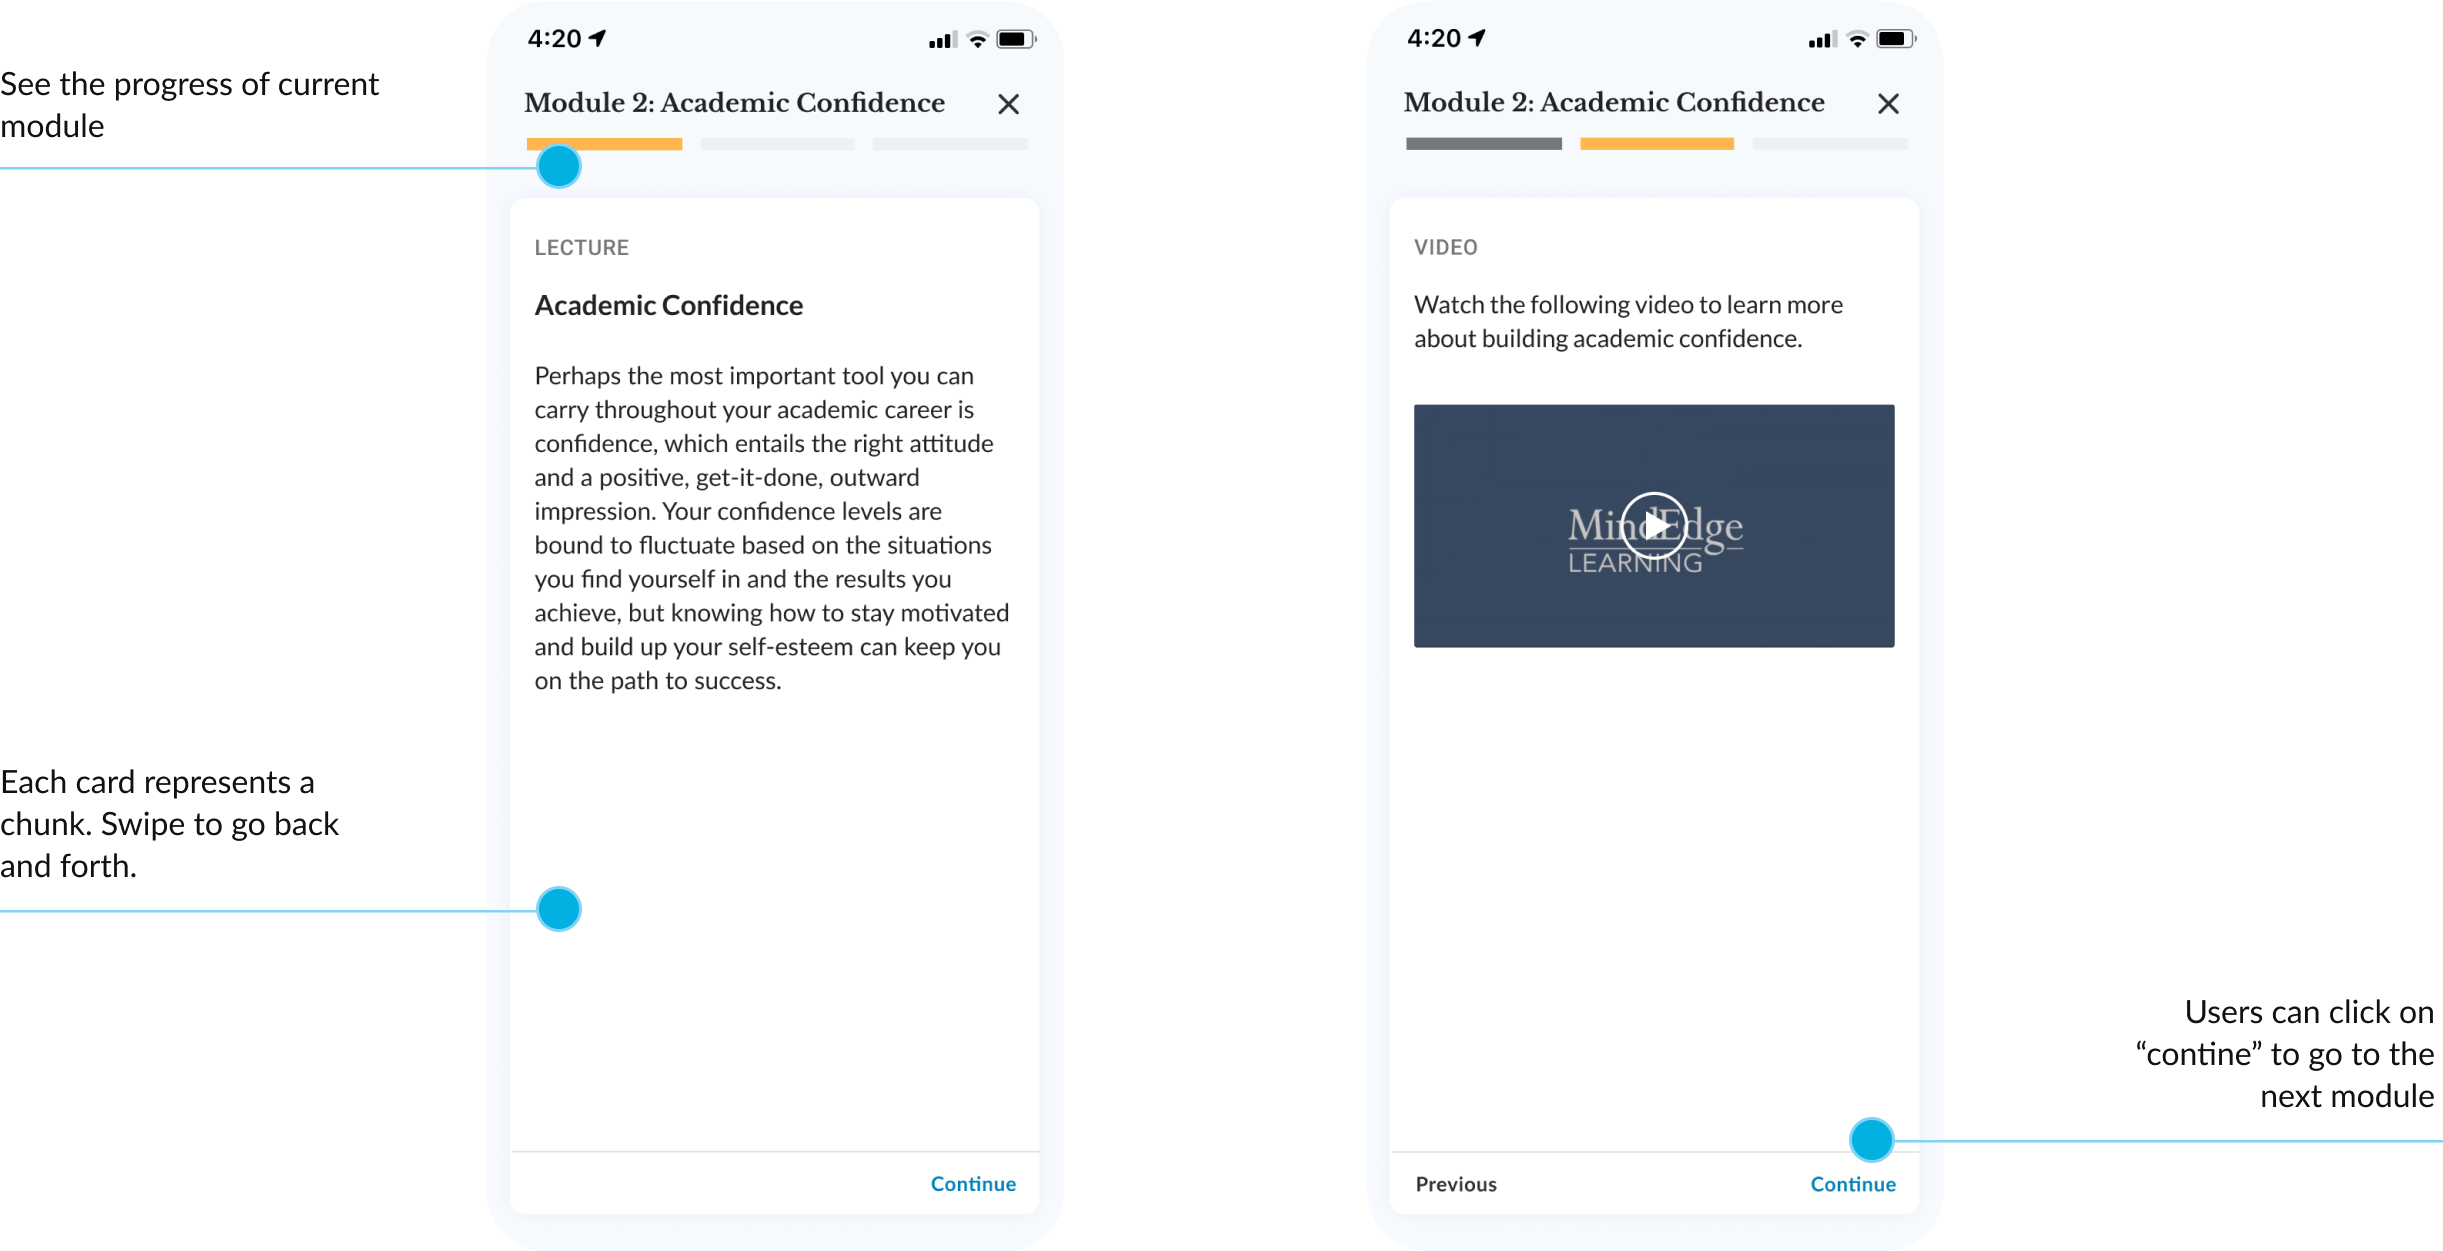 See the progress of current
module
Each card represents a
chunk. Swipe to go back
and forth.
4:20
Module 2: Academic Confidence
LECTURE
Academic Confidence
Perhaps the most important tool you can
carry throughout your academic career is
confidence, which entails the right attitude
and a positive, get-it-done, outward
impression. Your confidence levels are
bound to fluctuate based on the situations
you find yourself in and the results you
achieve, but knowing how to stay motivated
and build up your self-esteem can keep you
on the path to success.
Continue
4:20
Module 2: Academic Confidence
VIDEO
Watch the following video to learn more
about building academic confidence.
MindEdge
LEARNING
Previous
Continue
Users can click on
“contine” to go to the
next module